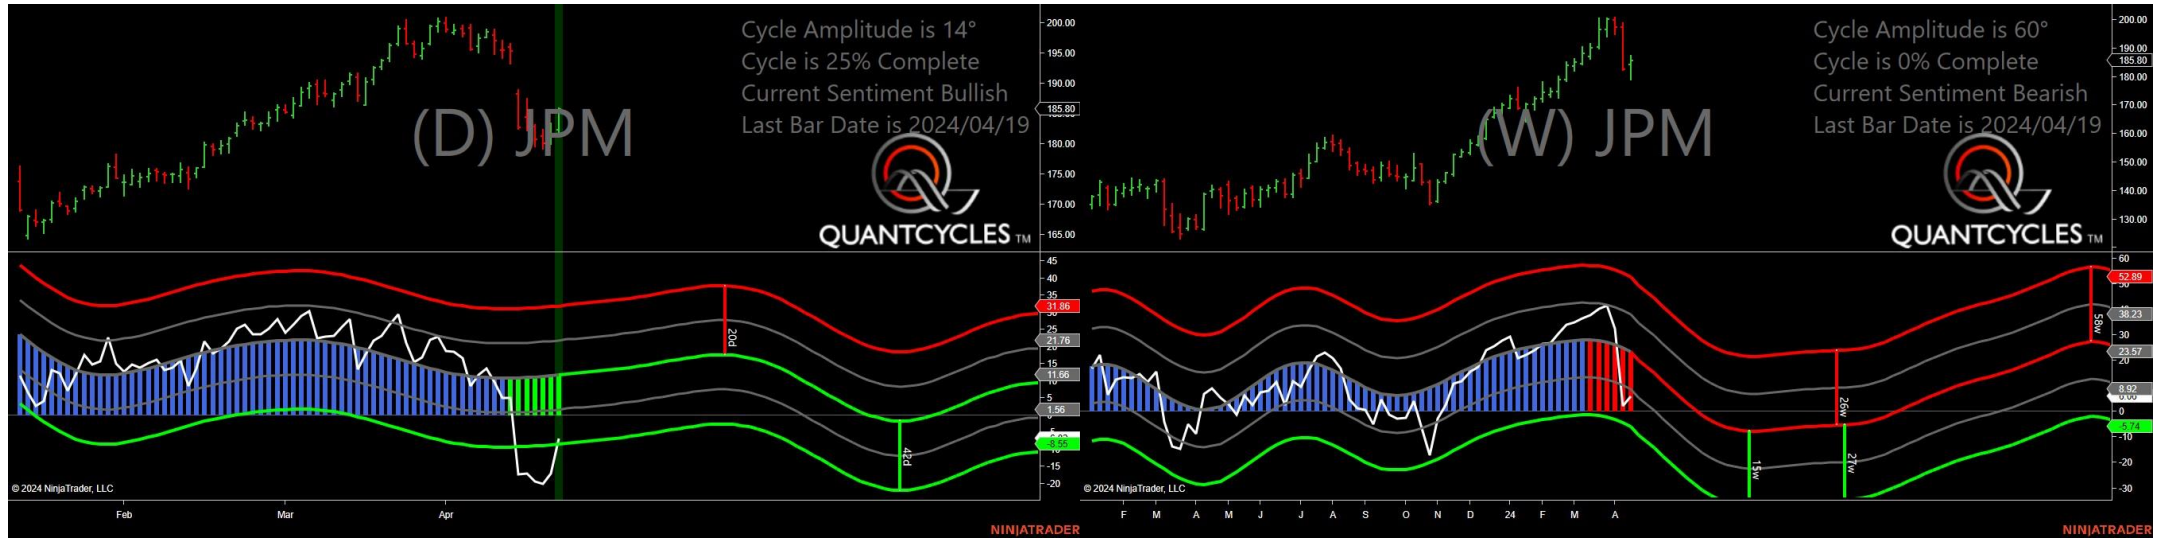 Cycle Amplitude is 14°
Cycle is 25% Complete
Current Sentiment Bullish
Last Bar Date is 2024/04/19
(D) JPM
QUANTCYCLES TM
200.00
195.00
190.00
185.80
180.00
175.00
170.00
165.00
45
40
35
31.86
30
25
21.76
15
11.66
5
1.56
-8.55
-15
-20
20d
42d
© 2024 NinjaTrader, LLC
Feb Mar Apr
NINJATRADER
Cycle Amplitude is 60°
Cycle is 0% Complete
Current Sentiment Bearish
Last Bar Date is 2024/04/19
(W) JPM
QUANTCYCLES TM
200.00
190.00
185.80
180.00
170.00
160.00
150.00
140.00
130.00
60
52.89
50
38.23
30
23.57
20
8.92
0
-5.74
-10
-20
-30
58w
26w
15w
27w
© 2024 NinjaTrader, LLC
F M A M J J A S O N D 24 F M A
NINJATRADER